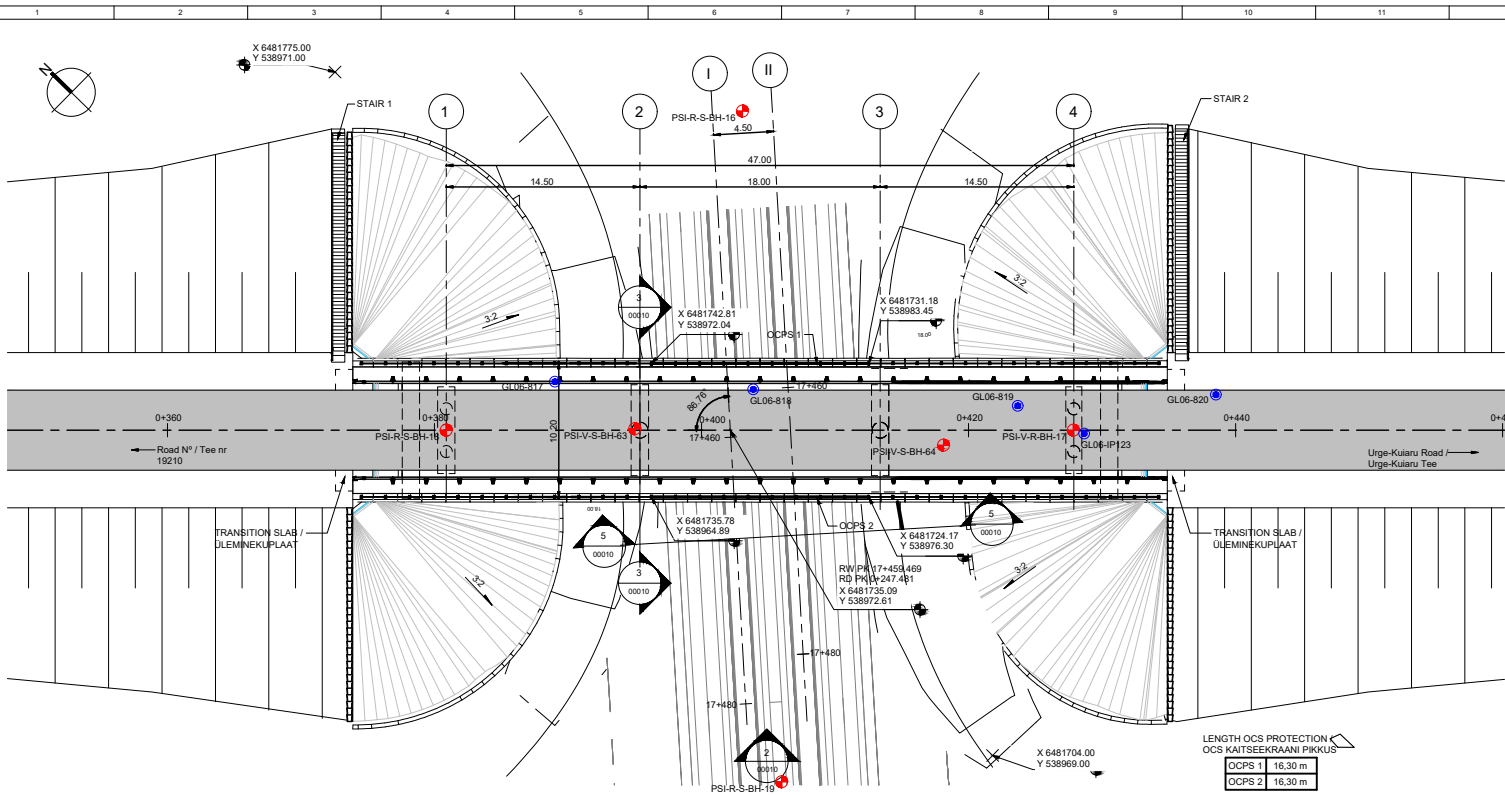 1 2 3 4 5 6 7 8 9 10 11
X 6481775.00
Y 538971.00
N
STAIR 1
1
2
I
II
3
4
STAIR 2
PSI-R-S-BH-16
4.50
47.00
14.50
18.00
14.50
3:2
3:2
3
00010
X 6481742.81
Y 538972.04
OCPS 1
X 6481731.18
Y 538983.45
18.00
GL06-817
GL06-818
17+460
GL06-819
GL06-820
86.76°
0+360
0+380
0+400
0+420
0+440
PSI-R-S-BH-18
10.20
PSI-V-S-BH-63
17+460
PSI-V-S-BH-64
PSI-V-R-BH-17
GL06-IP123
Road Nº / Tee nr
19210
Urge-Kuiaru Road /
Urge-Kuiaru Tee
TRANSITION SLAB /
ÜLEMINEKUPLAAT
18.00
5
00010
3
00010
X 6481735.78
Y 538964.89
OCPS 2
X 6481724.17
Y 538976.30
5
00010
TRANSITION SLAB /
ÜLEMINEKUPLAAT
3:2
3:2
RW PK 17+459.469
RD PK 0+247.481
X 6481735.09
Y 538972.61
17+480
17+480
2
00010
PSI-R-S-BH-19
X 6481704.00
Y 538969.00
LENGTH OCS PROTECTION
OCS KAITSEEKRAANI PIKKUS
OCPS 1 16,30 m
OCPS 2 16,30 m